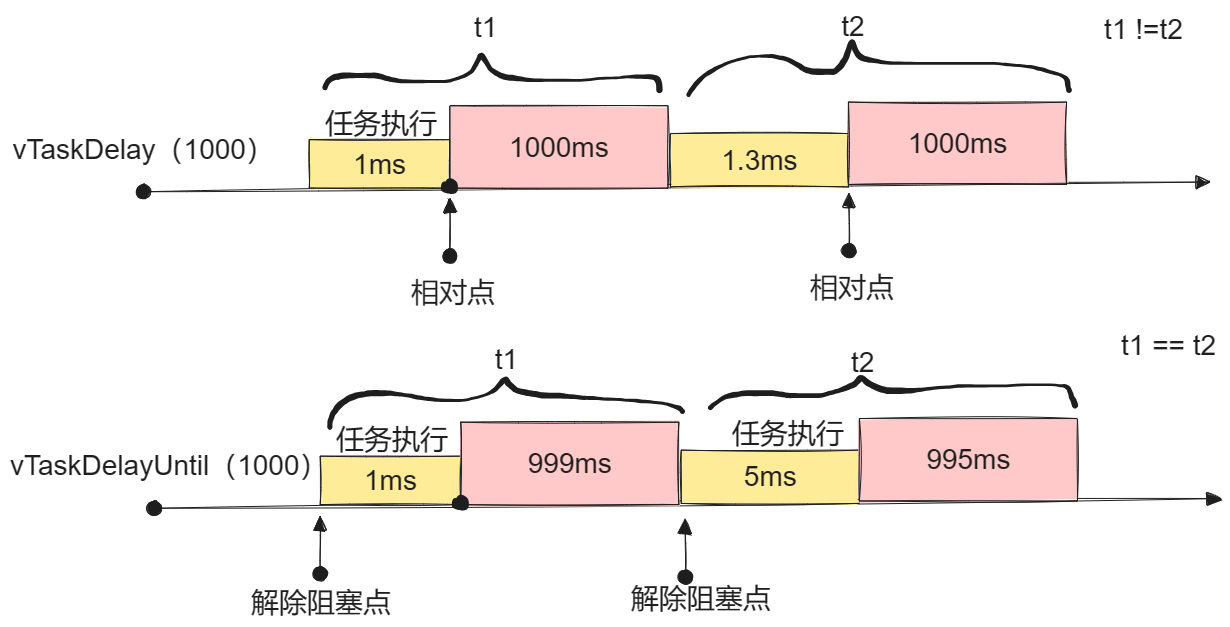 t1
t2
t1 !=t2
任务执行
vTaskDelay（1000）
1ms
1000ms
1.3ms
1000ms
相对点
相对点
t1 == t2
t1
t2
任务执行
任务执行
vTaskDelayUntil（1000）
1ms
999ms
5ms
995ms
解除阻塞点
解除阻塞点